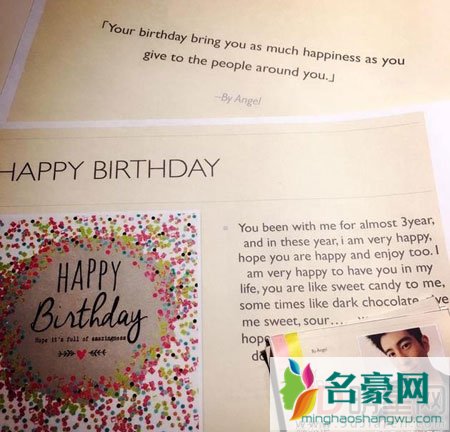 「Your birthday bring you as much happiness as you
give to the people around you.」
–By Angel
HAPPY BIRTHDAY
HAPPY
Birthday
Hope it's full of amazingness
You been with me for almost 3year,
and in these year, i am very happy,
hope you are happy and enjoy too. I
am very happy to have you in my
life, you are like sweet candy to me,
some times like dark chocolate, give
me sweet, sour....
hope
By Angel
名豪网
minghaoshangwu.com